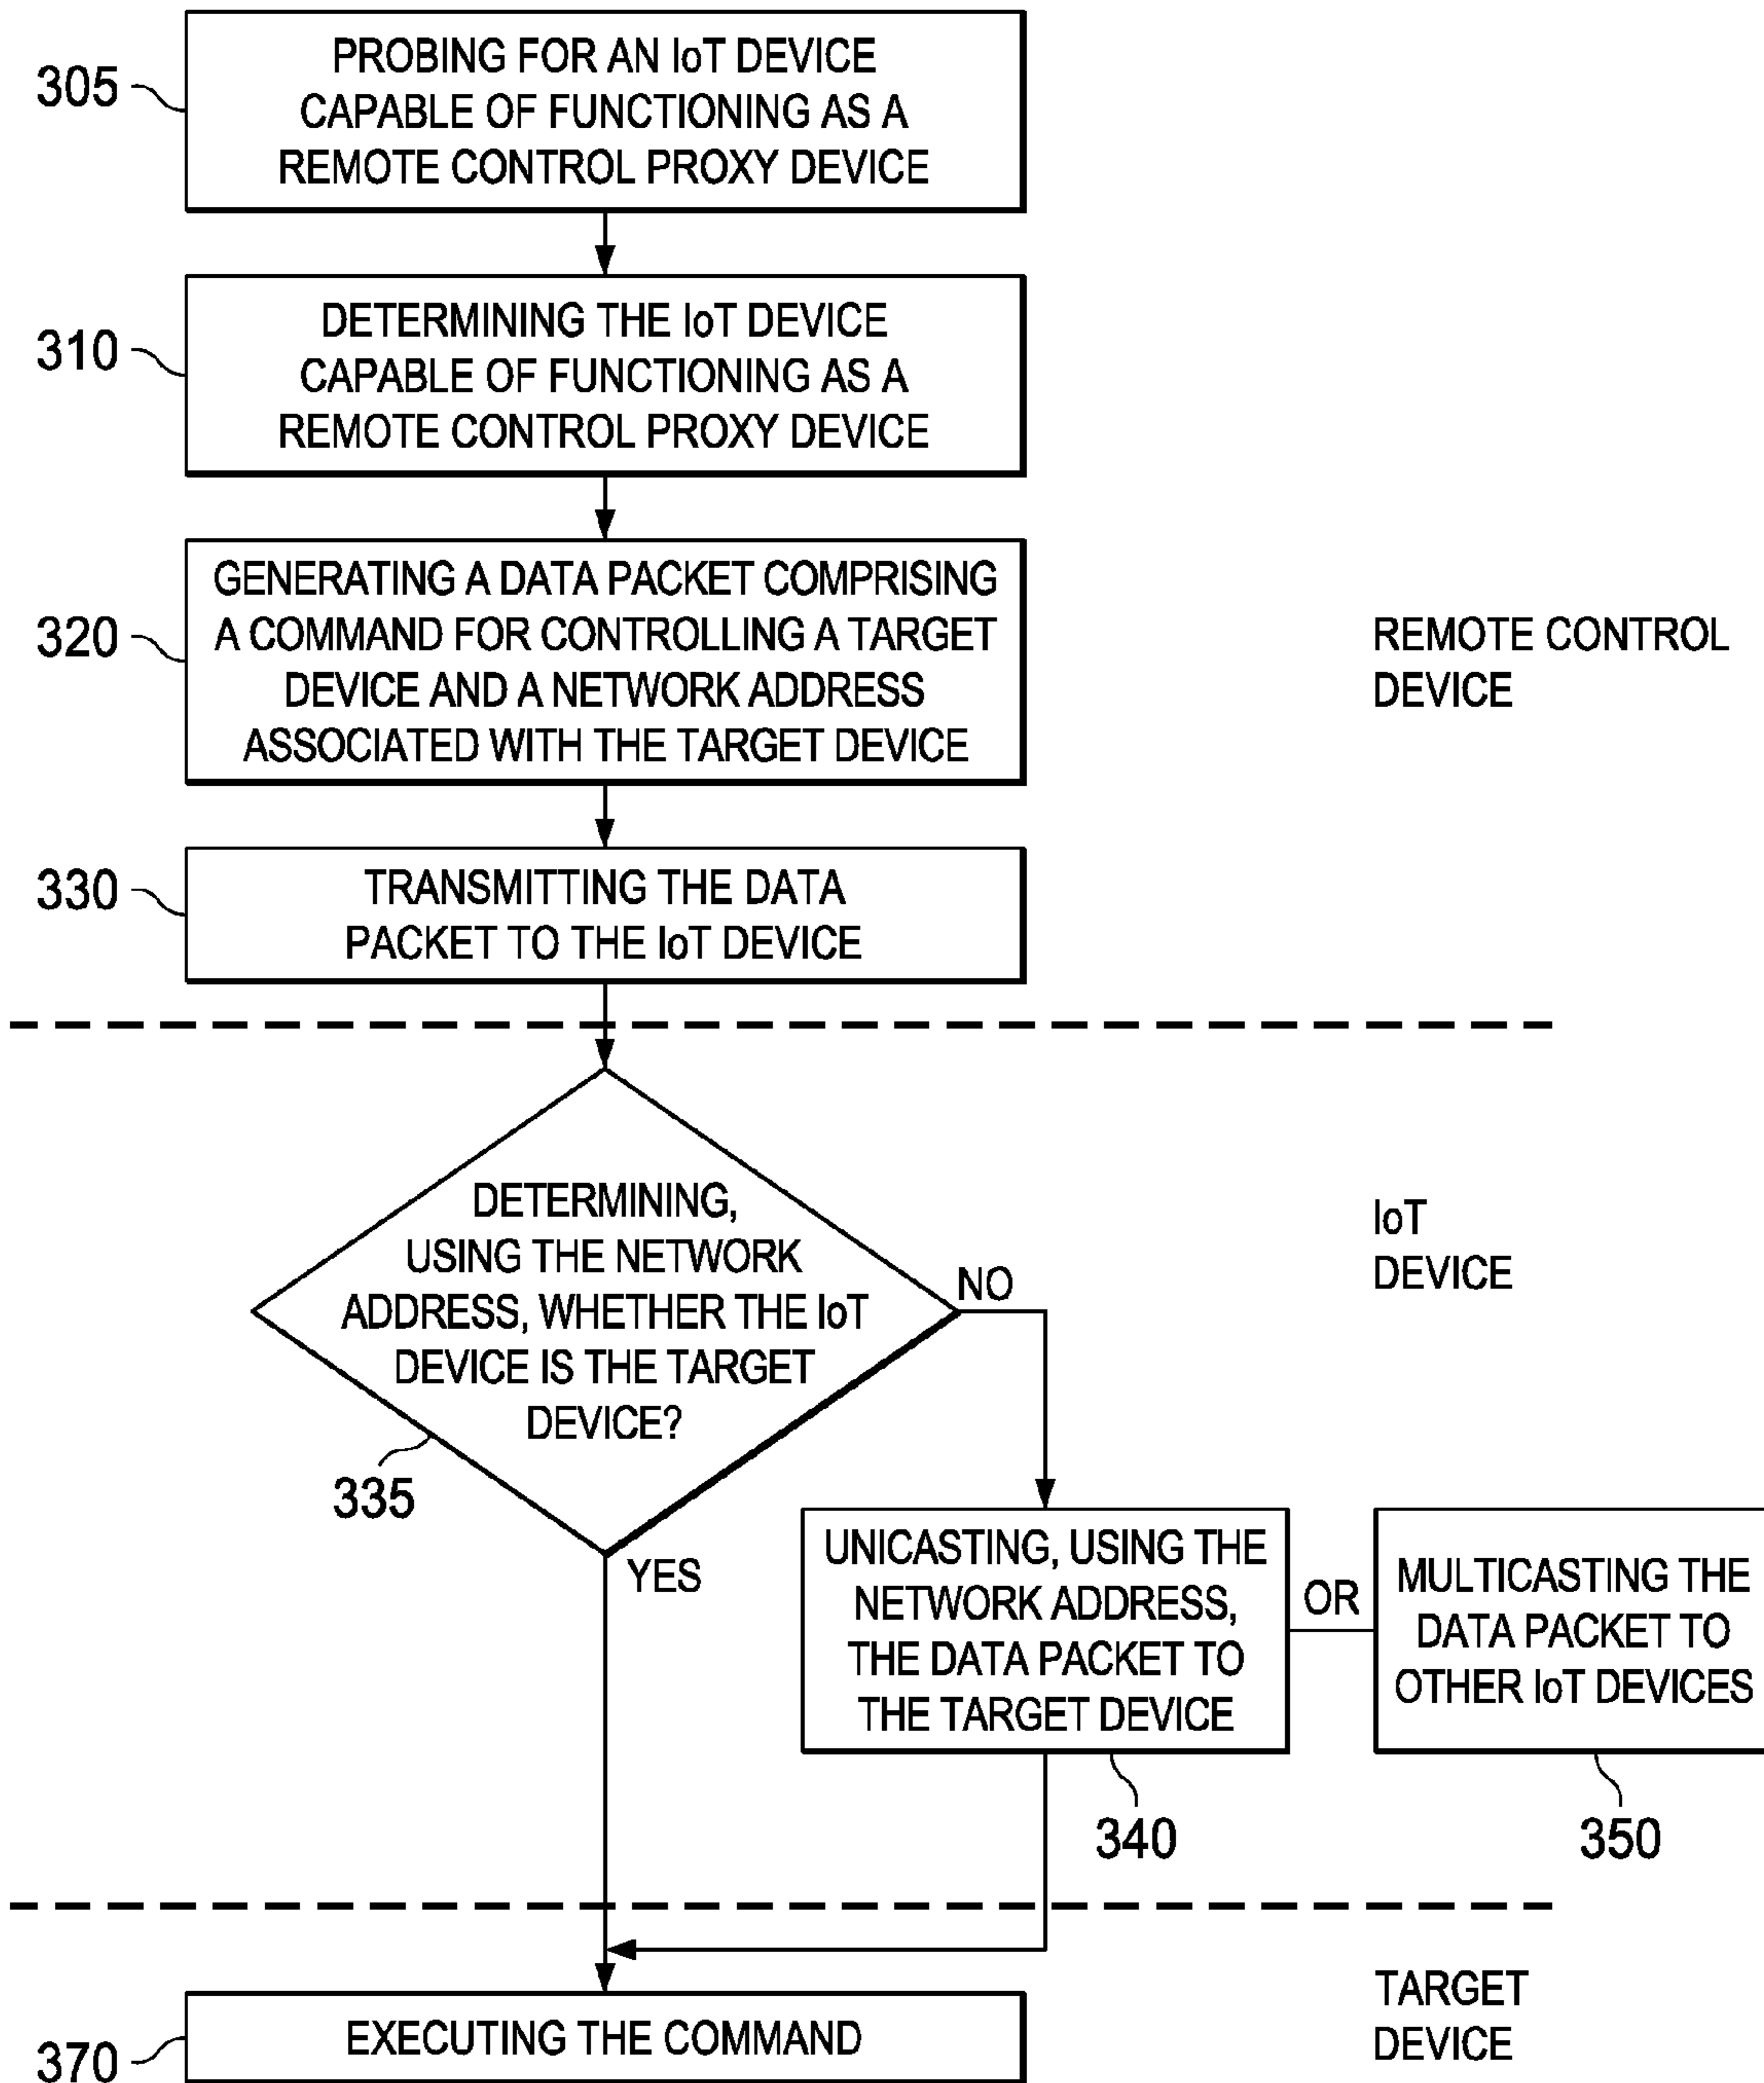 305
PROBING FOR AN IoT DEVICE
CAPABLE OF FUNCTIONING AS A
REMOTE CONTROL PROXY DEVICE
310
DETERMINING THE IoT DEVICE
CAPABLE OF FUNCTIONING AS A
REMOTE CONTROL PROXY DEVICE
320
GENERATING A DATA PACKET COMPRISING
A COMMAND FOR CONTROLLING A TARGET
DEVICE AND A NETWORK ADDRESS
ASSOCIATED WITH THE TARGET DEVICE
REMOTE CONTROL
DEVICE
330
TRANSMITTING THE DATA
PACKET TO THE IoT DEVICE
DETERMINING,
USING THE NETWORK
ADDRESS, WHETHER THE IoT
DEVICE IS THE TARGET
DEVICE?
335
NO
YES
IoT
DEVICE
UNICASTING, USING THE
NETWORK ADDRESS,
THE DATA PACKET TO
THE TARGET DEVICE
340
OR
MULTICASTING THE
DATA PACKET TO
OTHER IoT DEVICES
350
370
EXECUTING THE COMMAND
TARGET
DEVICE